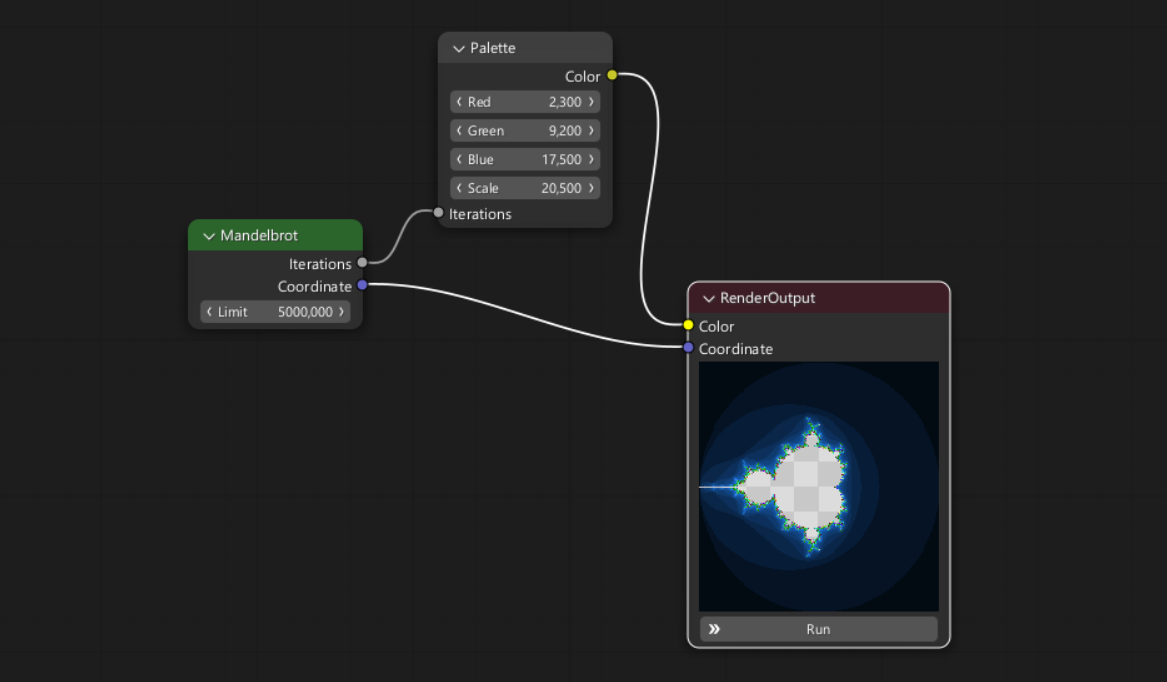 Palette
Color
Red 2,300
Green 9,200
Blue 17,500
Scale 20,500
Iterations
Mandelbrot
Iterations
Coordinate
Limit 5000,000
RenderOutput
Color
Coordinate
Run